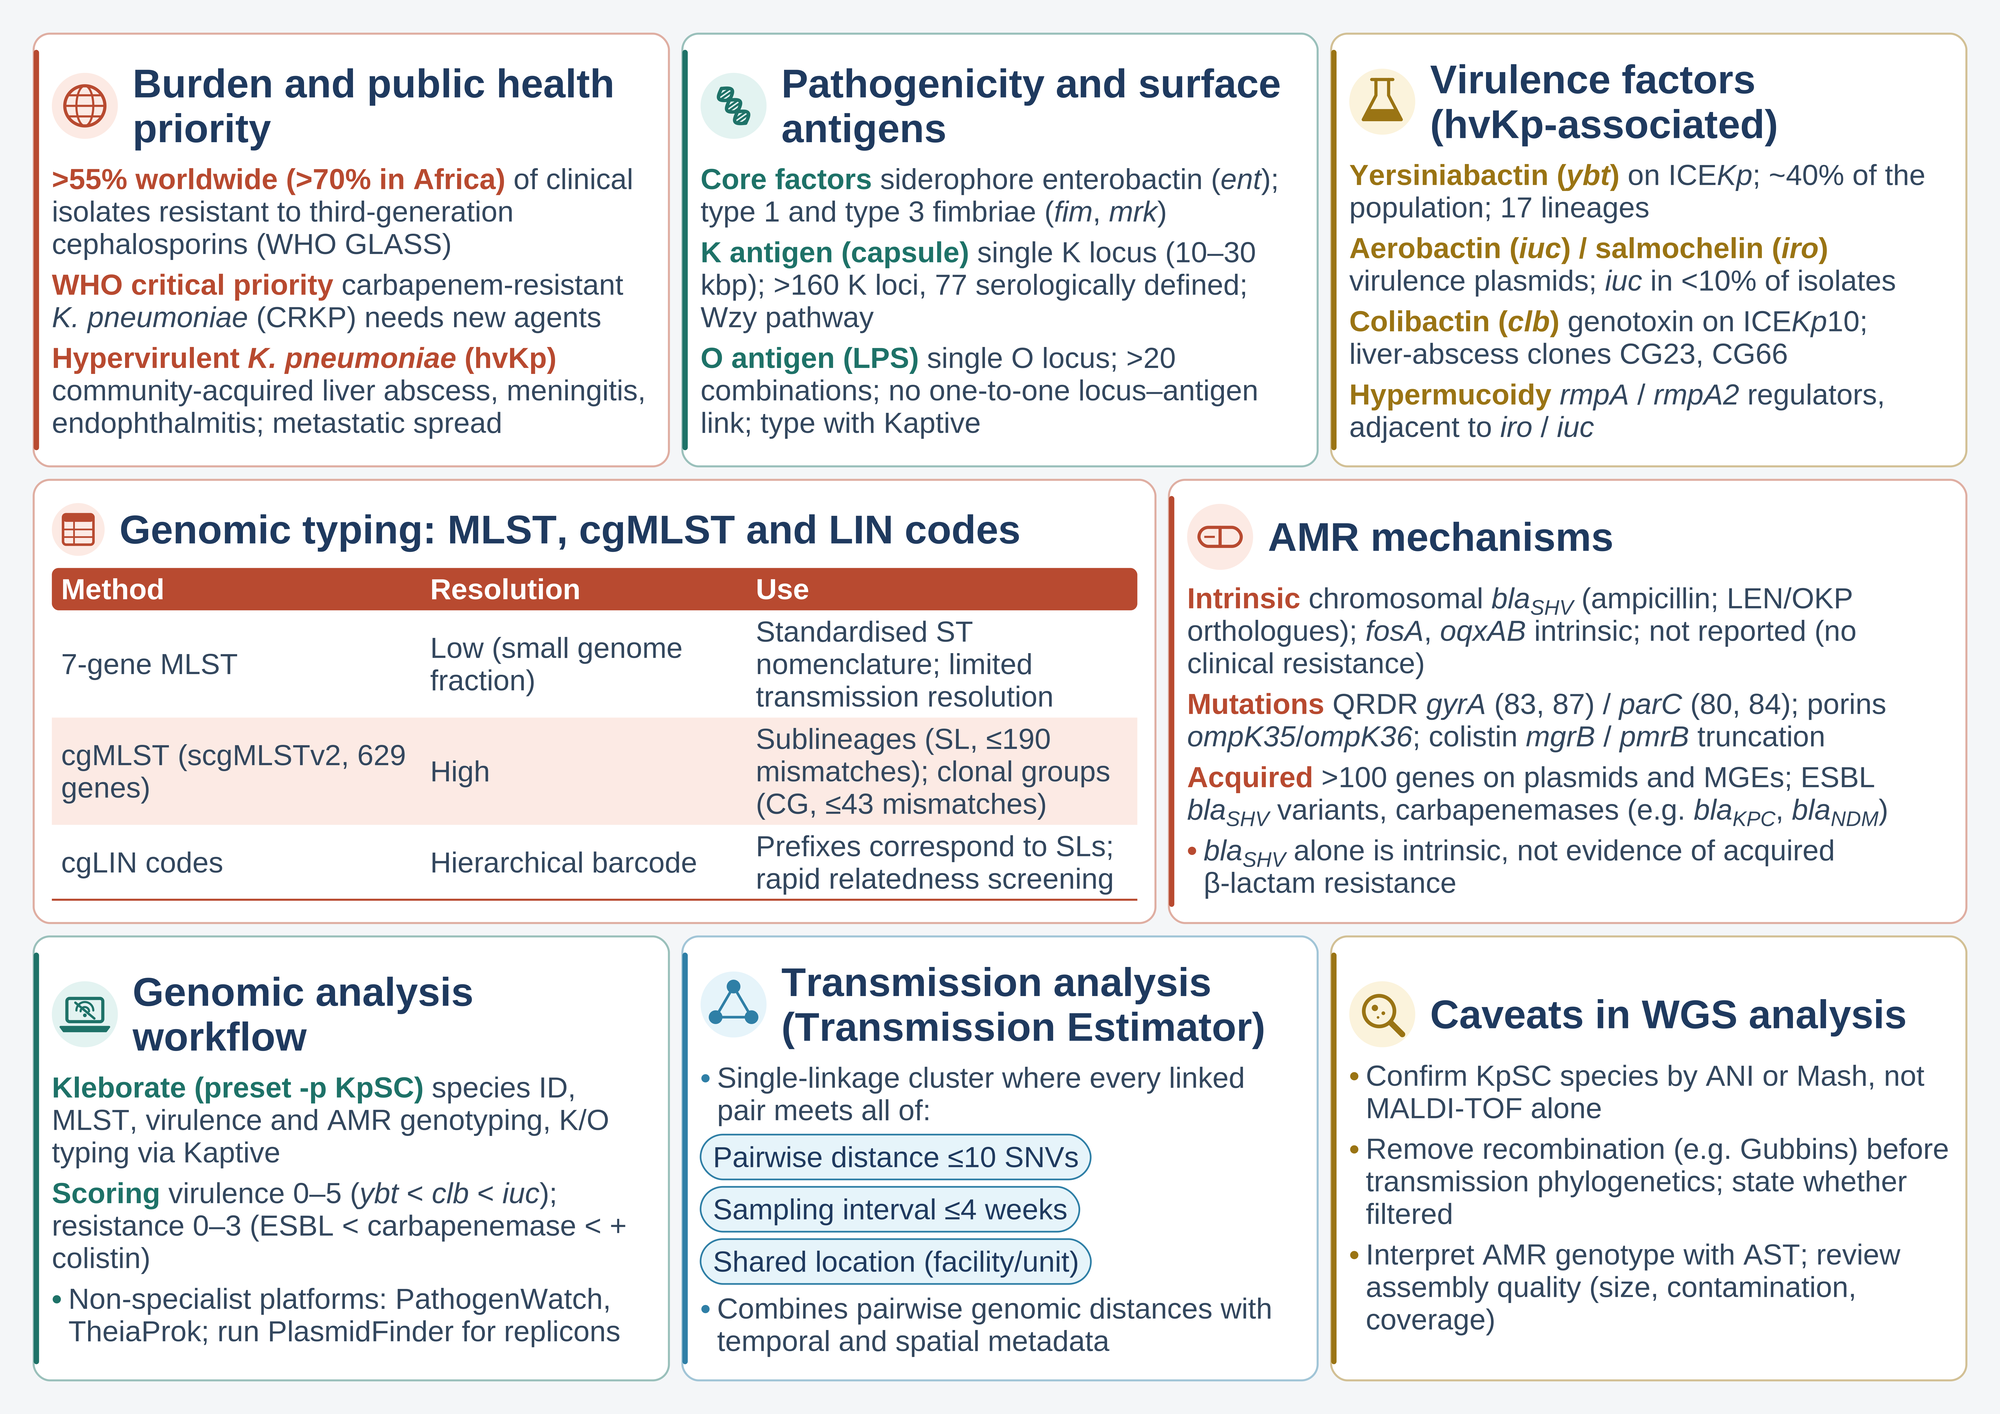 Burden and public health
priority
>55% worldwide (>70% in Africa) of clinical
isolates resistant to third-generation
cephalosporins (WHO GLASS)
WHO critical priority carbapenem-resistant
K. pneumoniae (CRKP) needs new agents
Hypervirulent K. pneumoniae (hvKp)
community-acquired liver abscess, meningitis,
endophthalmitis; metastatic spread
Pathogenicity and surface
antigens
Core factors siderophore enterobactin (ent);
type 1 and type 3 fimbriae (fim, mrk)
K antigen (capsule) single K locus (10–30
kbp); >160 K loci, 77 serologically defined;
Wzy pathway
O antigen (LPS) single O locus; >20
combinations; no one-to-one locus–antigen
link; type with Kaptive
Virulence factors
(hvKp-associated)
Yersiniabactin (ybt) on ICEKp; ~40% of the
population; 17 lineages
Aerobactin (iuc) / salmochelin (iro)
virulence plasmids; iuc in <10% of isolates
Colibactin (clb) genotoxin on ICEKp10;
liver-abscess clones CG23, CG66
Hypermucoidy rmpA / rmpA2 regulators,
adjacent to iro / iuc
Genomic typing: MLST, cgMLST and LIN codes
Method Resolution Use
7-gene MLST
Low (small genome
fraction)
Standardised ST
nomenclature; limited
transmission resolution
cgMLST (scgMLSTv2, 629
genes)
High
Sublineages (SL, ≤190
mismatches); clonal groups
(CG, ≤43 mismatches)
cgLIN codes
Hierarchical barcode
Prefixes correspond to SLs;
rapid relatedness screening
AMR mechanisms
Intrinsic chromosomal blaSHV (ampicillin; LEN/OKP
orthologues); fosA, oqxAB intrinsic; not reported (no
clinical resistance)
Mutations QRDR gyrA (83, 87) / parC (80, 84); porins
ompK35/ompK36; colistin mgrB / pmrB truncation
Acquired >100 genes on plasmids and MGEs; ESBL
blaSHV variants, carbapenemases (e.g. blaKPC, blaNDM)
• blaSHV alone is intrinsic, not evidence of acquired
β-lactam resistance
Genomic analysis
workflow
Kleborate (preset -p KpSC) species ID,
MLST, virulence and AMR genotyping, K/O
typing via Kaptive
Scoring virulence 0–5 (ybt < clb < iuc);
resistance 0–3 (ESBL < carbapenemase < +
colistin)
• Non-specialist platforms: PathogenWatch,
TheiaProk; run PlasmidFinder for replicons
Transmission analysis
(Transmission Estimator)
• Single-linkage cluster where every linked
pair meets all of:
Pairwise distance ≤10 SNVs
Sampling interval ≤4 weeks
Shared location (facility/unit)
• Combines pairwise genomic distances with
temporal and spatial metadata
Caveats in WGS analysis
• Confirm KpSC species by ANI or Mash, not
MALDI-TOF alone
• Remove recombination (e.g. Gubbins) before
transmission phylogenetics; state whether
filtered
• Interpret AMR genotype with AST; review
assembly quality (size, contamination,
coverage)